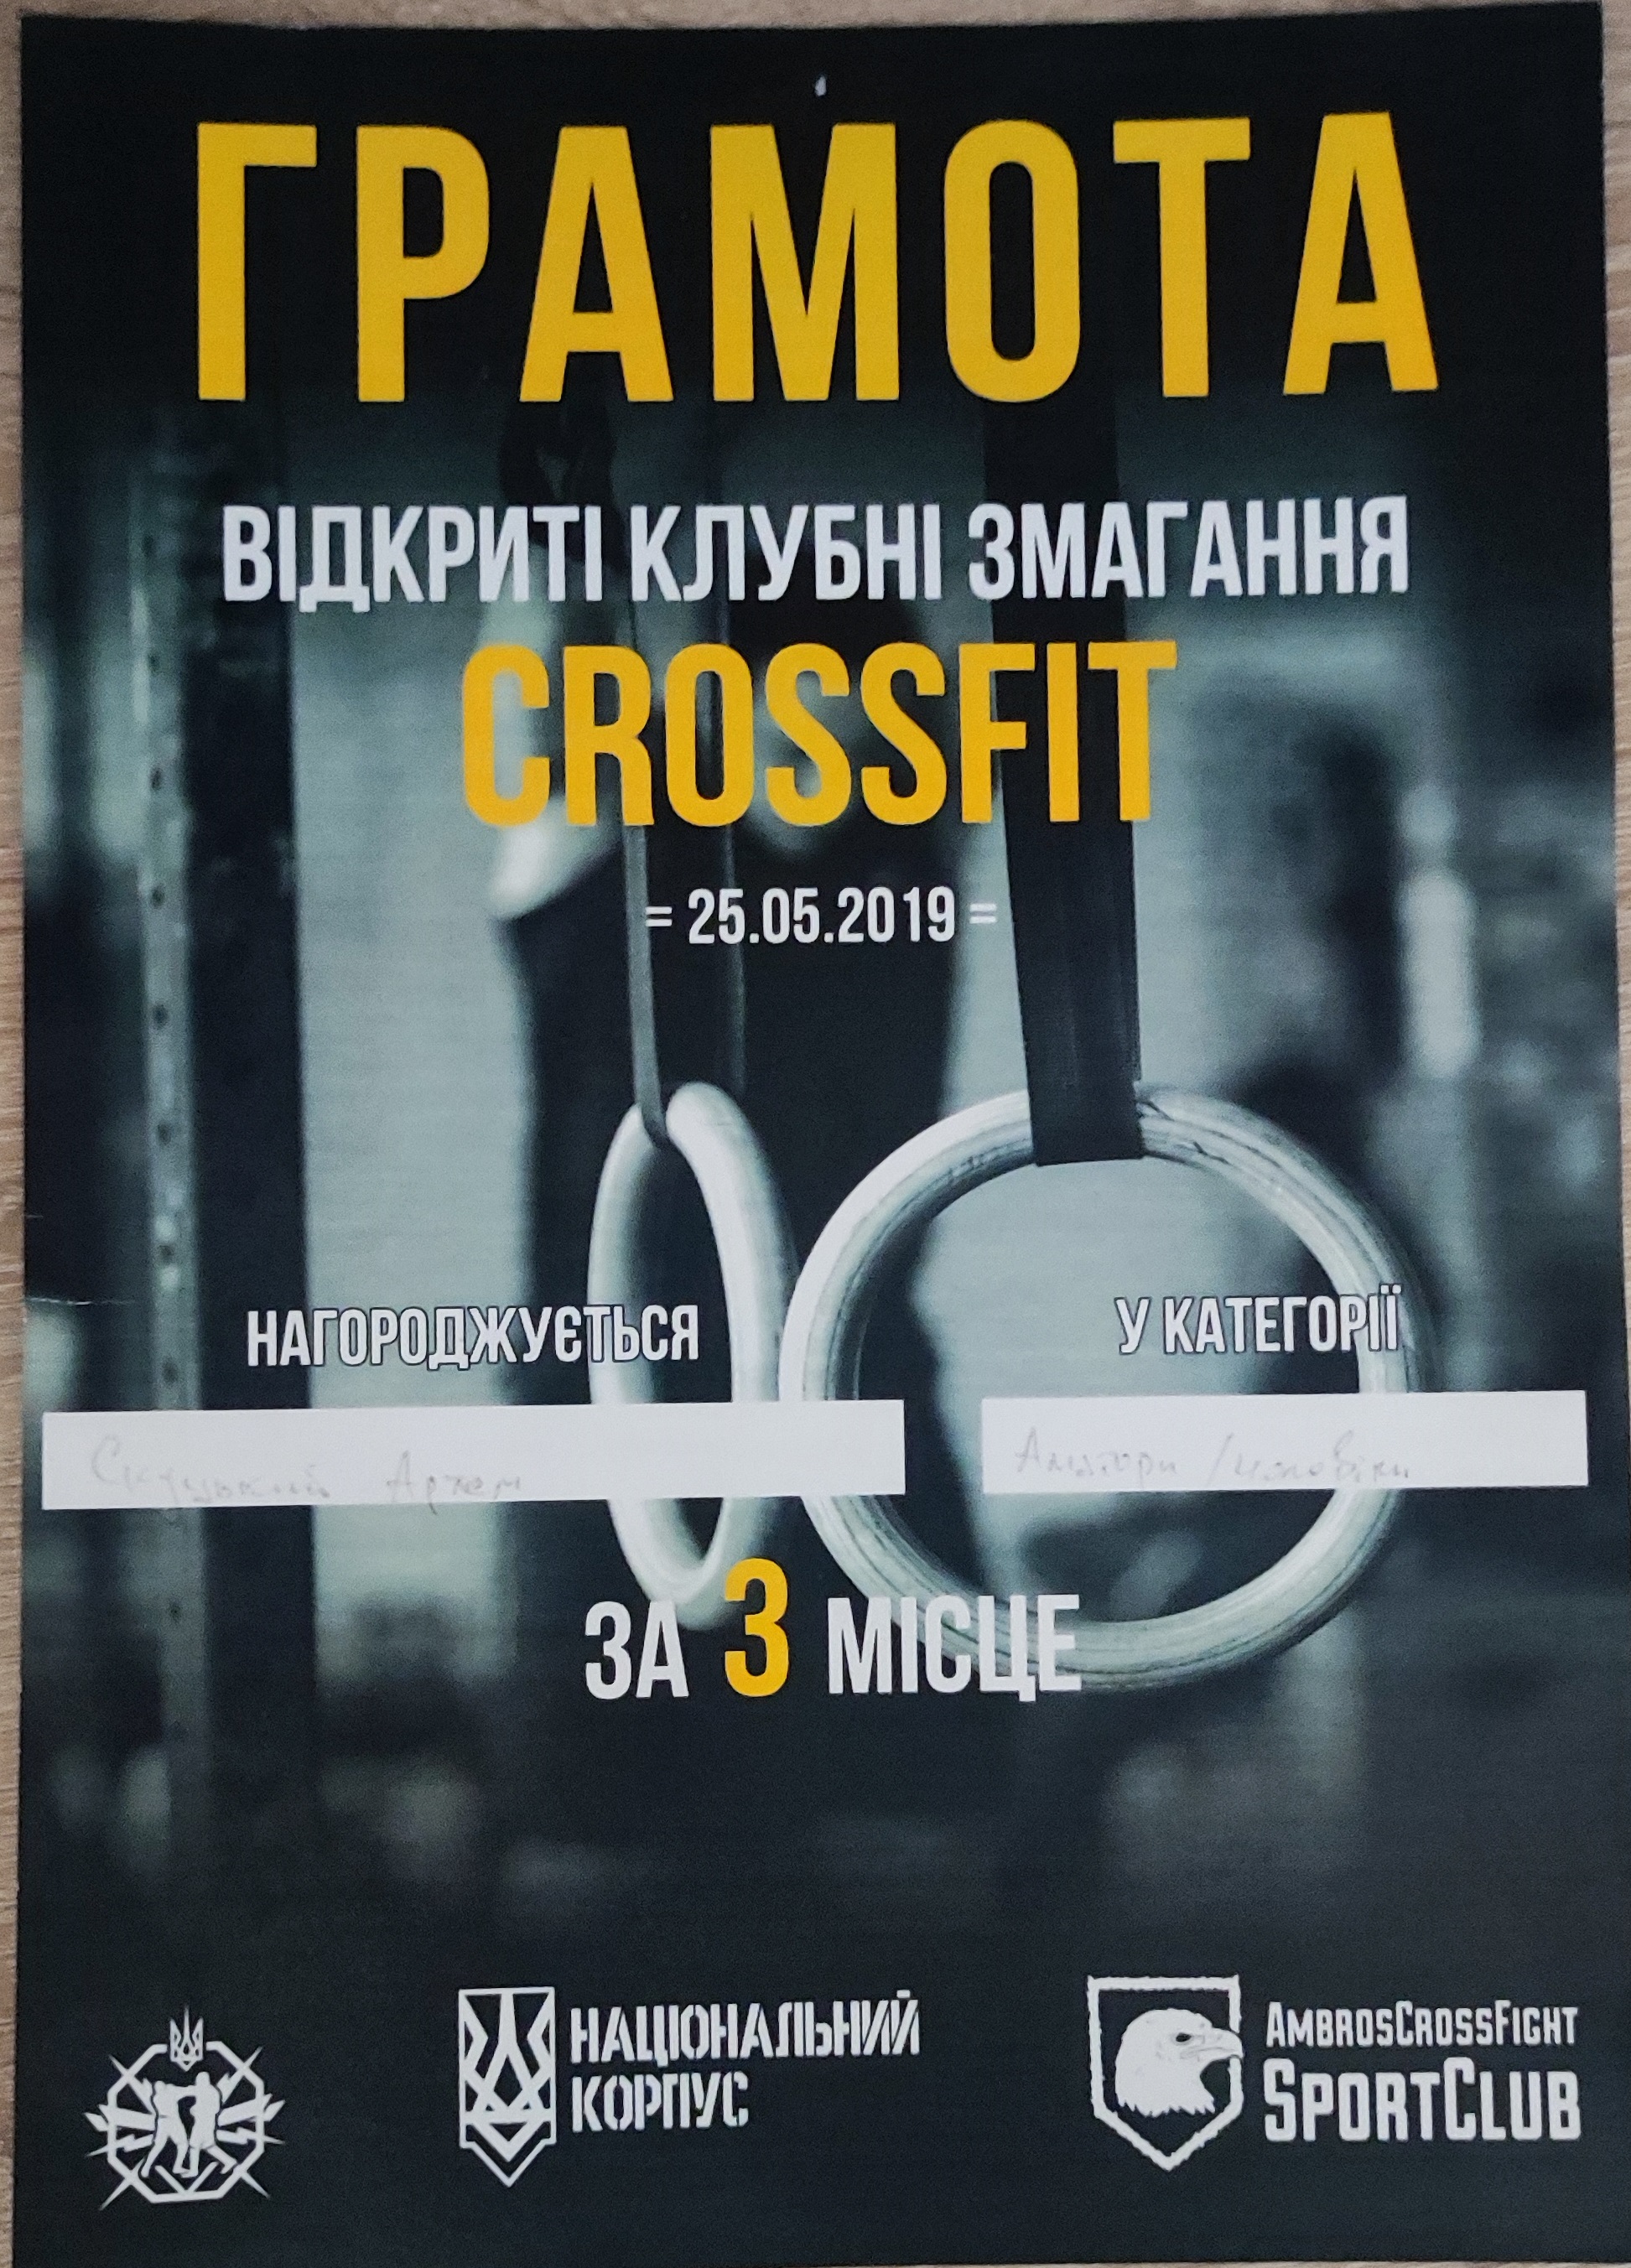 ГРАМОТА
ВІДКРИТІ КЛУБНІ ЗМАГАННЯ
CROSSFIT
= 25.05.2019 =
НАГОРОДЖУЄТЬСЯ
У КАТЕГОРІЇ
Артем
Аматори / чоловіки
ЗА 3 МІСЦЕ
НАЦІОНАЛЬНИЙ
КОРПУС
AMBROSCROSSFIGHT
SPORTCLUB